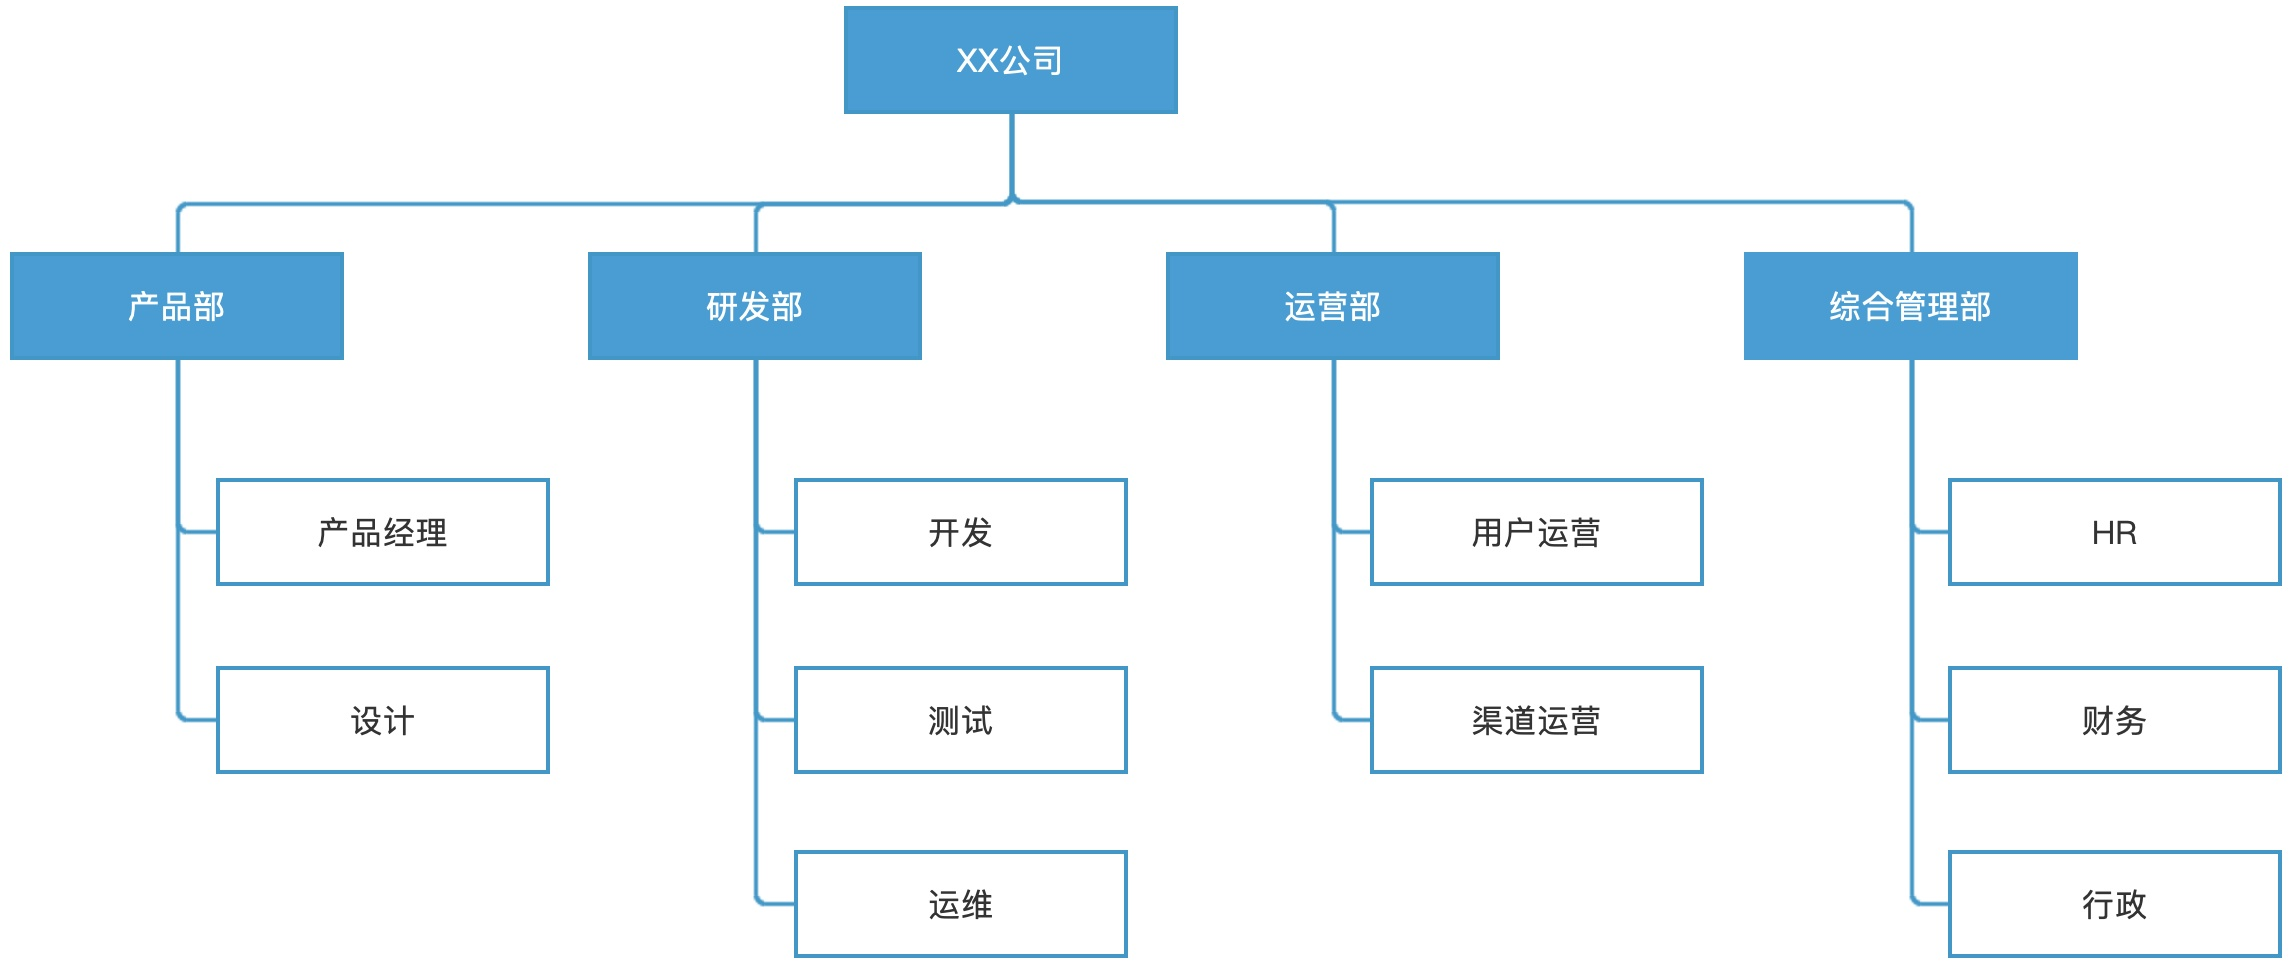 XX公司
产品部
研发部
运营部
综合管理部
产品经理
开发
用户运营
HR
设计
测试
渠道运营
财务
运维
行政